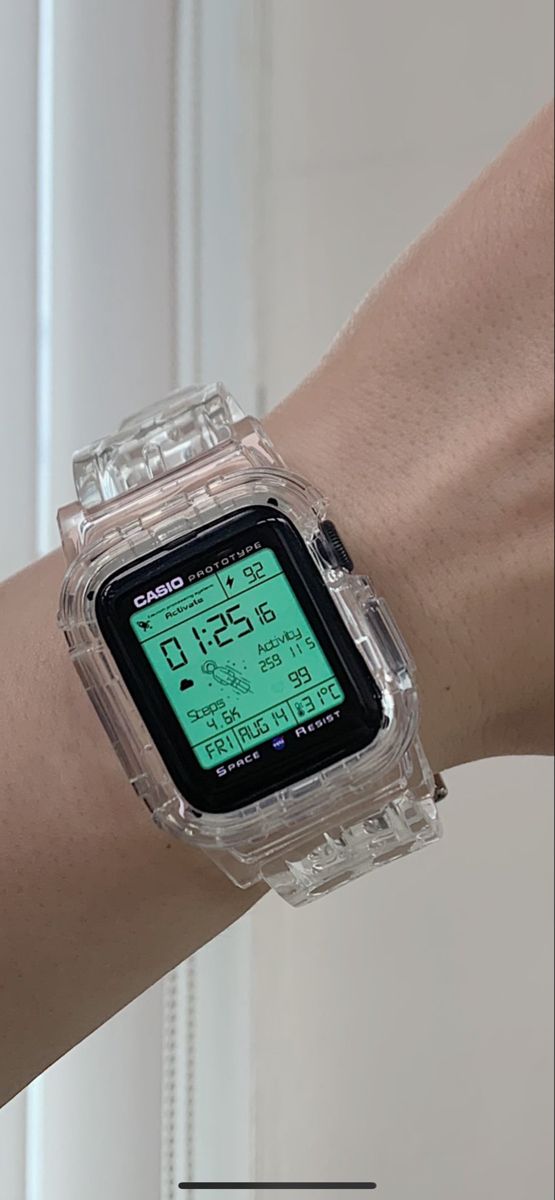 CASIO PROTOTYPE
Activate
92
01:25 16
Activity
259 11 5
99
Steps
4.6K
FRI AUG 14 31°C
SPACE RESIST